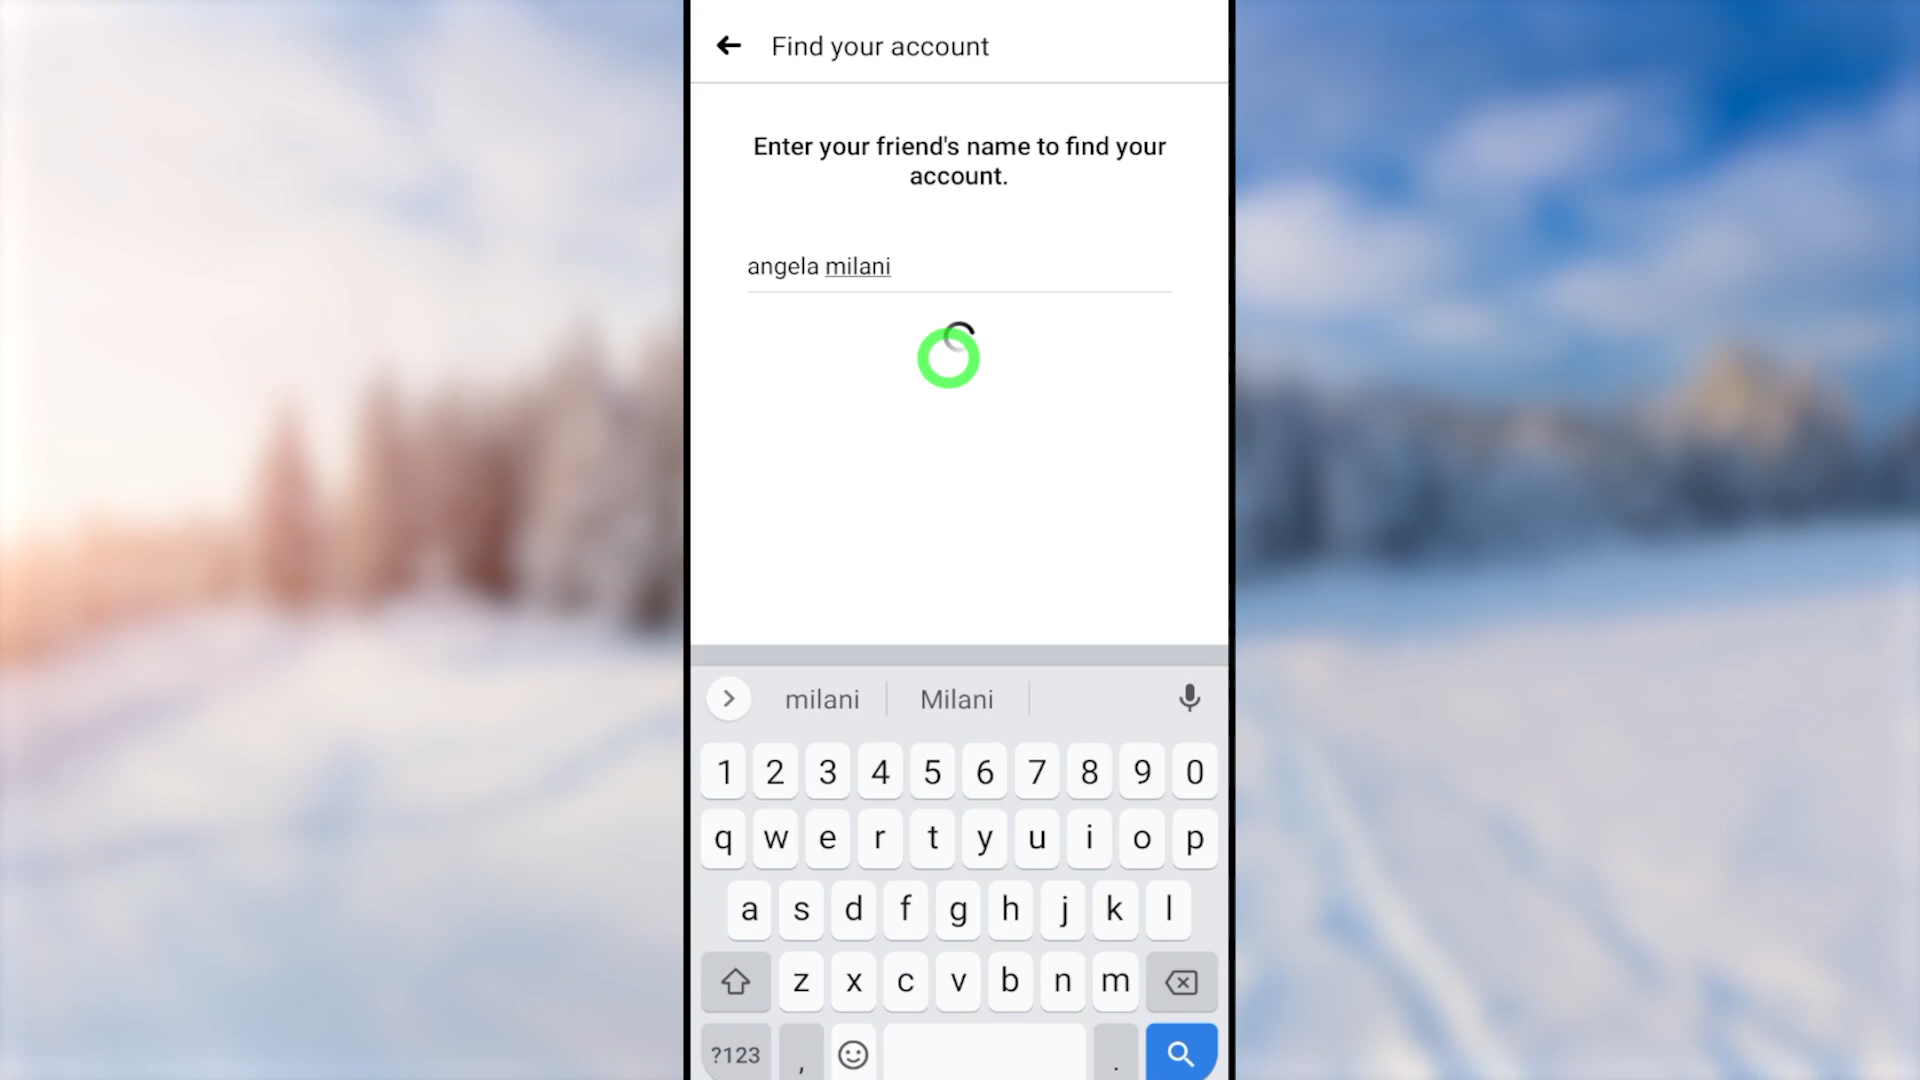 Find your account
Enter your friend's name to find your
account.
angela milani
milani Milani
1 2 3 4 5 6 7 8 9 0
q w e r t y u i o p
a s d f g h j k l
z x c v b n m
?123 , .